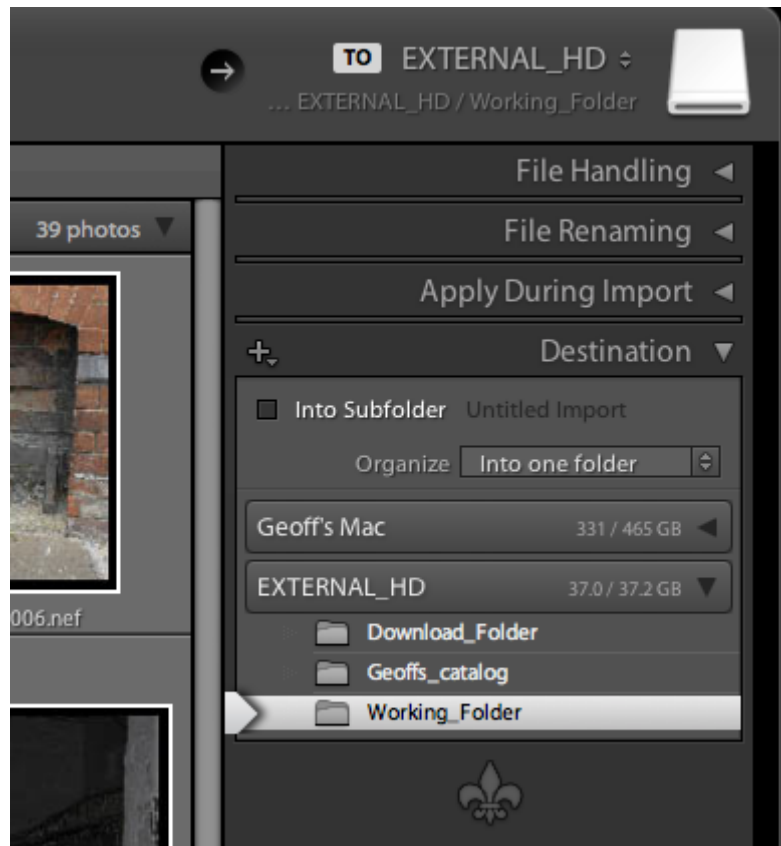 TO EXTERNAL_HD
... EXTERNAL_HD / Working_Folder
File Handling
39 photos
File Renaming
Apply During Import
Destination
Into Subfolder Untitled Import
Organize Into one folder
Geoff's Mac 331 / 465 GB
EXTERNAL_HD 37.0 / 37.2 GB
006.nef
Download_Folder
Geoffs_catalog
Working_Folder